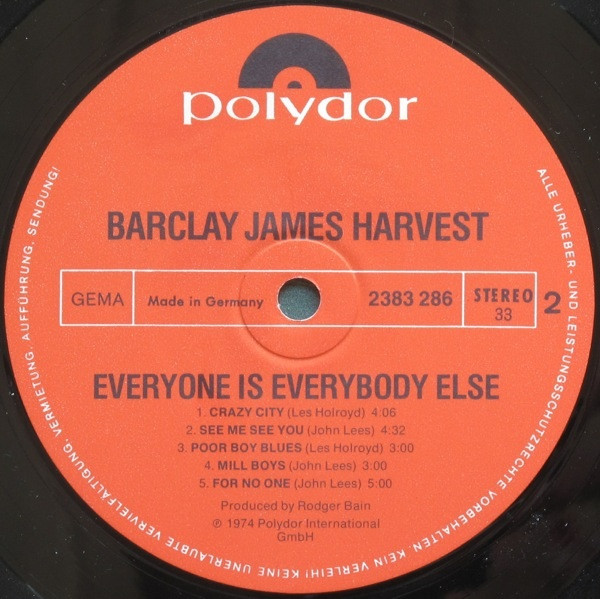 polydor
BARCLAY JAMES HARVEST
GEMA Made in Germany 2383 286 STEREO 33 2
EVERYONE IS EVERYBODY ELSE
1. CRAZY CITY (Les Holroyd) 4:06
2. SEE ME SEE YOU (John Lees) 4:32
3. POOR BOY BLUES (Les Holroyd) 3:00
4. MILL BOYS (John Lees) 3:00
5. FOR NO ONE (John Lees) 5:00
Produced by Rodger Bain
℗ 1974 Polydor International
GmbH
ALLE URHEBER- UND LEISTUNGSSCHUTZRECHTE VORBEHALTEN. KEIN VERLEIH! KEINE UNERLAUBTE VERVIELFÄLTIGUNG, VERMIETUNG, AUFFÜHRUNG, SENDUNG!